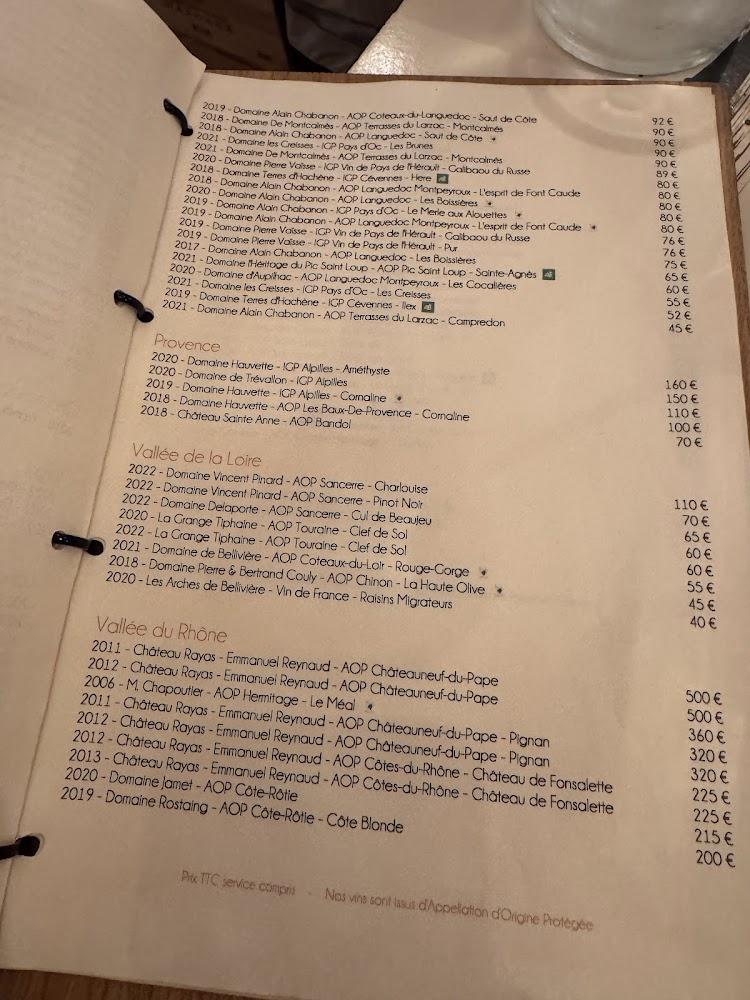 2019 - Domaine Alain Chabanon - AOP Coteaux-du-Languedoc - Saut de Côte 92 €
2018 - Domaine De Montcalmès - AOP Terrasses du Larzac - Montcalmès 90 €
2018 - Domaine Alain Chabanon - AOP Languedoc - Saut de Côte 90 €
2021 - Domaine les Creisses - IGP Pays d'Oc - Les Brunes 90 €
2021 - Domaine De Montcalmès - AOP Terrasses du Larzac - Montcalmès 90 €
2020 - Domaine Pierre Vaïsse - IGP Vin de Pays de l'Hérault - Galibaou du Russe 89 €
2018 - Domaine Terres d'Hachène - IGP Cévennes - Here 80 €
2018 - Domaine Alain Chabanon - AOP Languedoc Montpeyroux - L'esprit de Font Caude 80 €
2020 - Domaine Alain Chabanon - AOP Languedoc - Les Boissières 80 €
2019 - Domaine Alain Chabanon - IGP Pays d'Oc - Le Merle aux Alouettes 80 €
2019 - Domaine Alain Chabanon - AOP Languedoc Montpeyroux - L'esprit de Font Caude 80 €
2019 - Domaine Pierre Vaïsse - IGP Vin de Pays de l'Hérault - Galibaou du Russe 76 €
2019 - Domaine Pierre Vaïsse - IGP Vin de Pays de l'Hérault - Pur 76 €
2017 - Domaine Alain Chabanon - AOP Languedoc - Les Boissières 75 €
2021 - Domaine l'Héritage du Pic Saint Loup - AOP Pic Saint Loup - Sainte-Agnès 65 €
2020 - Domaine d'Aupilhac - AOP Languedoc Montpeyroux - Les Cocalières 60 €
2021 - Domaine les Creisses - IGP Pays d'Oc - Les Creisses 55 €
2019 - Domaine Terres d'Hachène - IGP Cévennes - Ilex 52 €
2021 - Domaine Alain Chabanon - AOP Terrasses du Larzac - Campredon 45 €
Provence
2020 - Domaine Hauvette - IGP Alpilles - Améthyste 160 €
2020 - Domaine de Trévallon - IGP Alpilles 150 €
2019 - Domaine Hauvette - IGP Alpilles - Cornaline 110 €
2018 - Domaine Hauvette - AOP Les Baux-De-Provence - Cornaline 100 €
2018 - Château Sainte Anne - AOP Bandol 70 €
Vallée de la Loire
2022 - Domaine Vincent Pinard - AOP Sancerre - Charlouise 110 €
2022 - Domaine Vincent Pinard - AOP Sancerre - Pinot Noir 70 €
2022 - Domaine Delaporte - AOP Sancerre - Cul de Beaujeu 65 €
2020 - La Grange Tiphaine - AOP Touraine - Clef de Sol 60 €
2022 - La Grange Tiphaine - AOP Touraine - Clef de Sol 60 €
2021 - Domaine de Bellivière - AOP Coteaux-du-Loir - Rouge-Gorge 55 €
2018 - Domaine Pierre & Bertrand Couly - AOP Chinon - La Haute Olive 45 €
2020 - Les Arches de Bellivière - Vin de France - Raisins Migrateurs 40 €
Vallée du Rhône
2011 - Château Rayas - Emmanuel Reynaud - AOP Châteauneuf-du-Pape 500 €
2012 - Château Rayas - Emmanuel Reynaud - AOP Châteauneuf-du-Pape 500 €
2006 - M. Chapoutier - AOP Hermitage - Le Méal 360 €
2011 - Château Rayas - Emmanuel Reynaud - AOP Châteauneuf-du-Pape - Pignan 320 €
2012 - Château Rayas - Emmanuel Reynaud - AOP Châteauneuf-du-Pape - Pignan 320 €
2012 - Château Rayas - Emmanuel Reynaud - AOP Côtes-du-Rhône - Château de Fonsalette 225 €
2013 - Château Rayas - Emmanuel Reynaud - AOP Côtes-du-Rhône - Château de Fonsalette 225 €
2020 - Domaine Jamet - AOP Côte-Rôtie 215 €
2019 - Domaine Rostaing - AOP Côte-Rôtie - Côte Blonde 200 €
Prix TTC service compris - Nos vins sont issus d'Appellation d'Origine Protégée